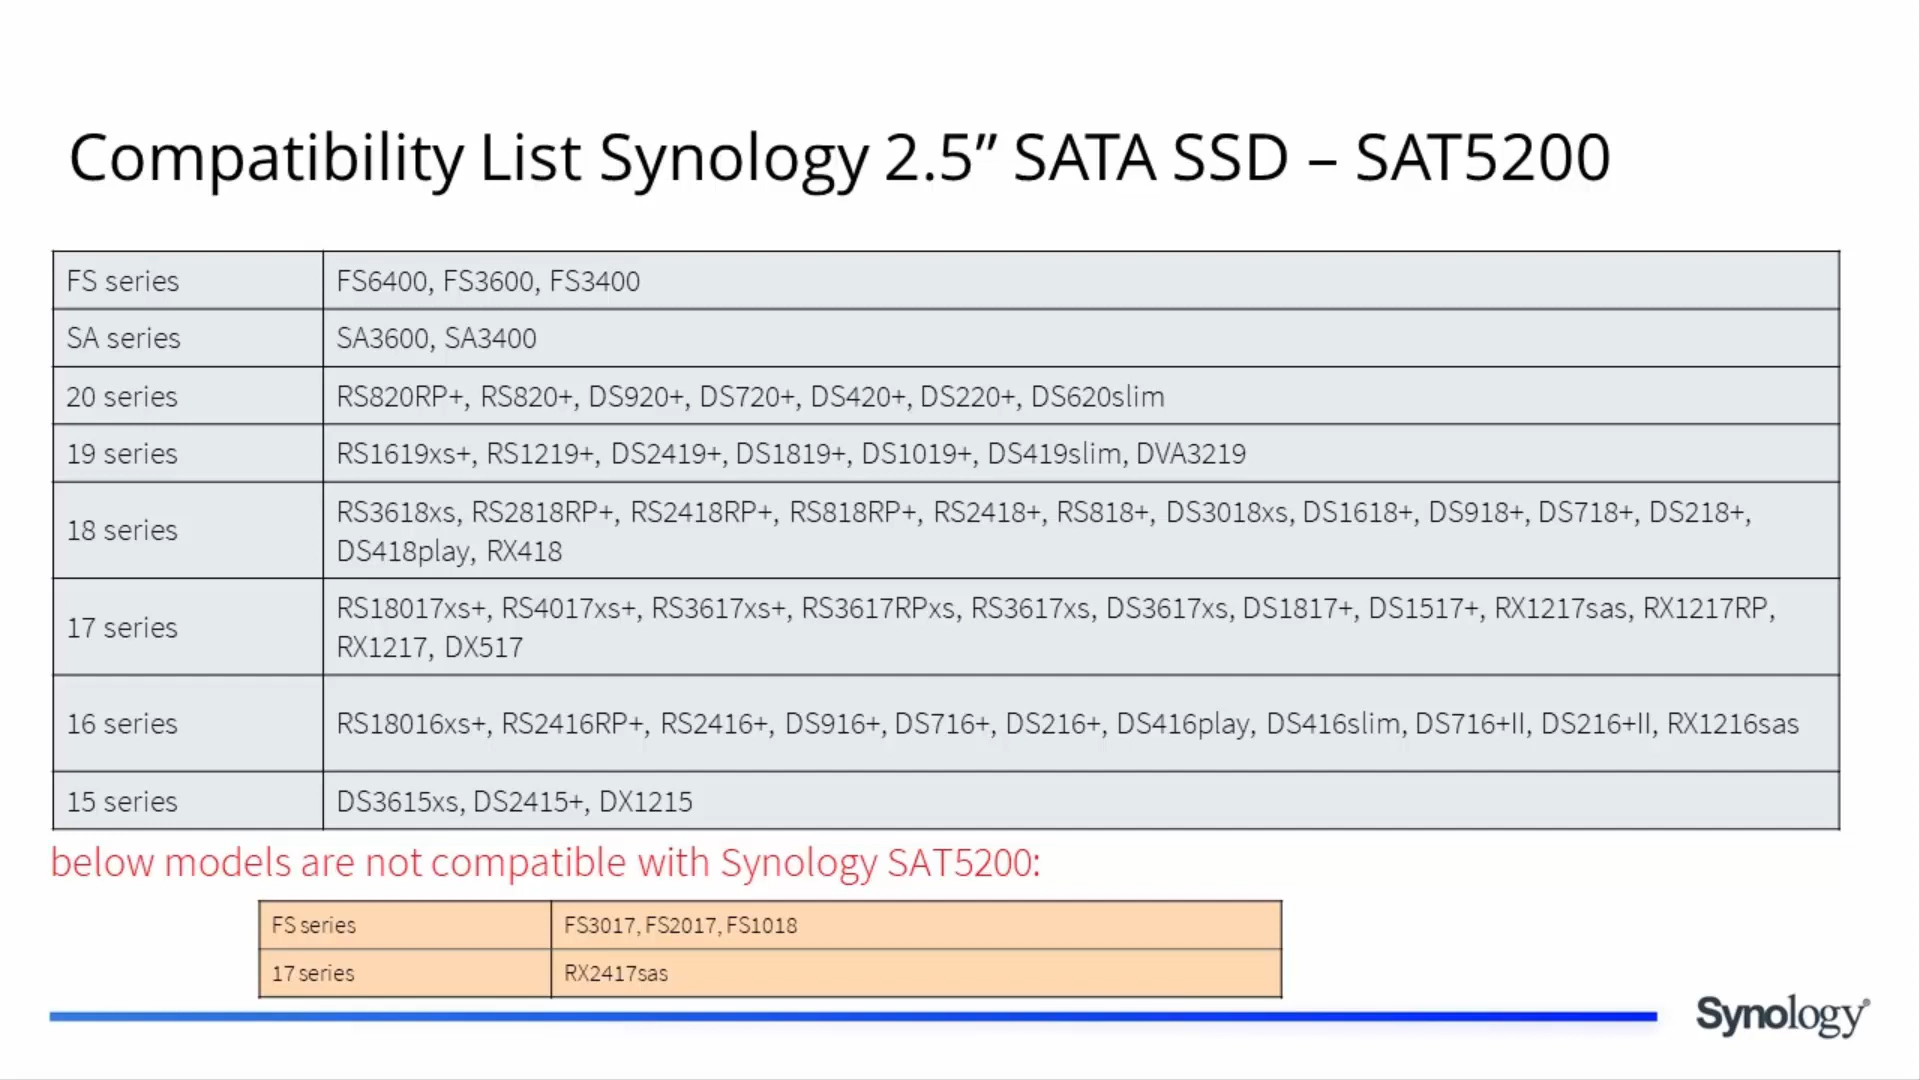 Compatibility List Synology 2.5” SATA SSD – SAT5200
FS series
FS6400, FS3600, FS3400
SA series
SA3600, SA3400
20 series
RS820RP+, RS820+, DS920+, DS720+, DS420+, DS220+, DS620slim
19 series
RS1619xs+, RS1219+, DS2419+, DS1819+, DS1019+, DS419slim, DVA3219
18 series
RS3618xs, RS2818RP+, RS2418RP+, RS818RP+, RS2418+, RS818+, DS3018xs, DS1618+, DS918+, DS718+, DS218+,
DS418play, RX418
17 series
RS18017xs+, RS4017xs+, RS3617xs+, RS3617RPxs, RS3617xs, DS3617xs, DS1817+, DS1517+, RX1217sas, RX1217RP,
RX1217, DX517
16 series
RS18016xs+, RS2416RP+, RS2416+, DS916+, DS716+, DS216+, DS416play, DS416slim, DS716+II, DS216+II, RX1216sas
15 series
DS3615xs, DS2415+, DX1215
below models are not compatible with Synology SAT5200:
FS series
FS3017, FS2017, FS1018
17 series
RX2417sas
Synology®